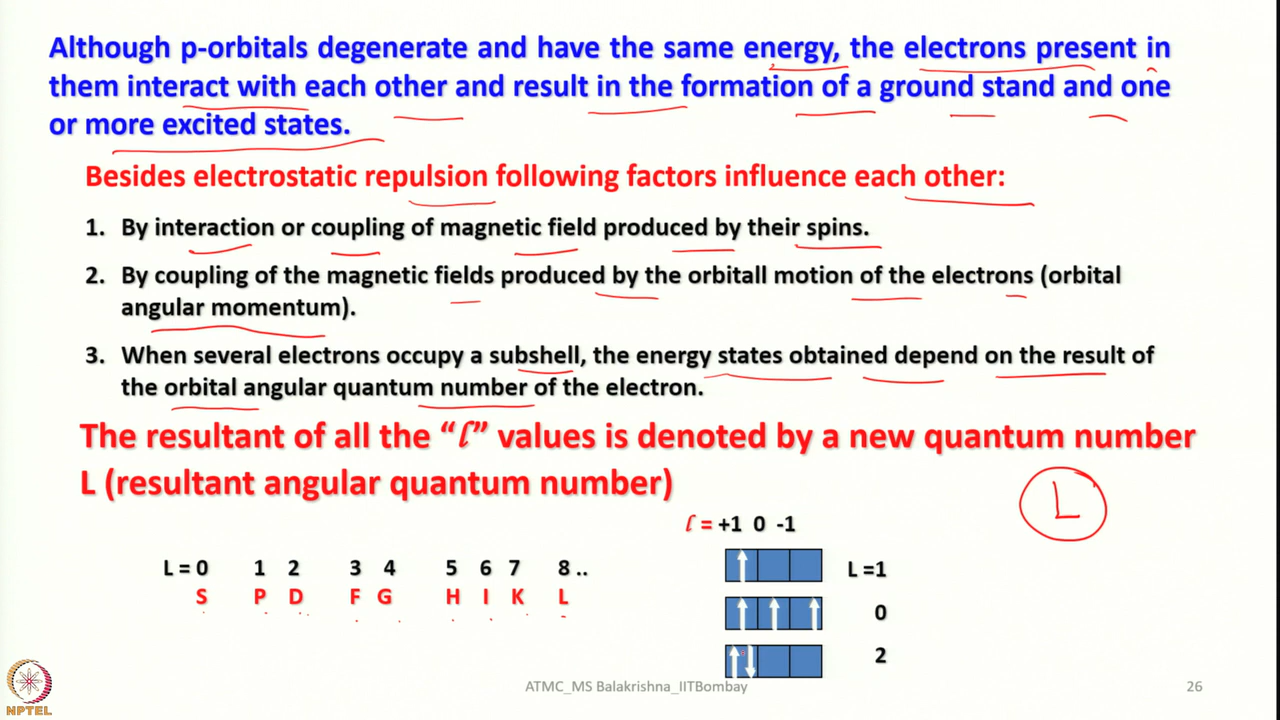 Although p-orbitals degenerate and have the same energy, the electrons present in
them interact with each other and result in the formation of a ground stand and one
or more excited states.
Besides electrostatic repulsion following factors influence each other:
1. By interaction or coupling of magnetic field produced by their spins.
2. By coupling of the magnetic fields produced by the orbitall motion of the electrons (orbital
angular momentum).
3. When several electrons occupy a subshell, the energy states obtained depend on the result of
the orbital angular quantum number of the electron.
The resultant of all the “ℓ” values is denoted by a new quantum number
L (resultant angular quantum number)
L
ℓ = +1 0 -1
L = 0 1 2 3 4 5 6 7 8 ..
S P D F G H I K L
L =1
0
2
NPTEL
ATMC_MS Balakrishna_IITBombay
26